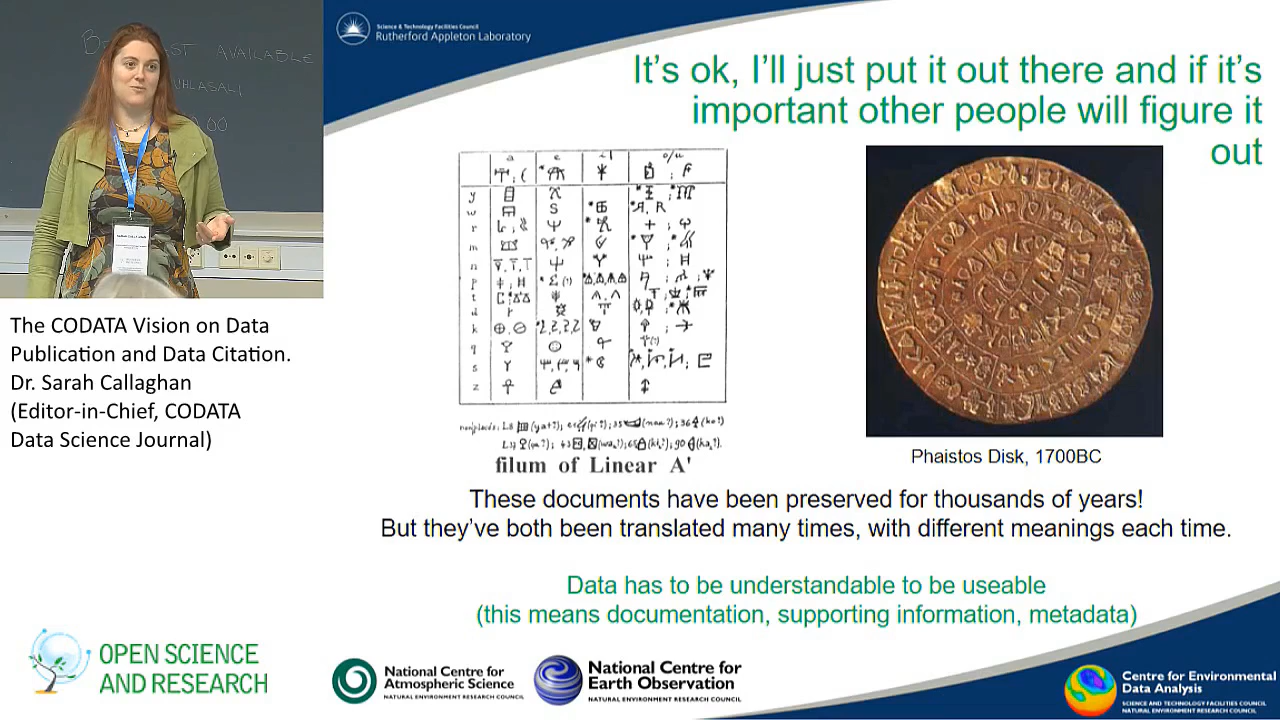 AVAILABLE
Science & Technology Facilities Council
Rutherford Appleton Laboratory
It's ok, I'll just put it out there and if it's
important other people will figure it
out
filum of Linear A'
Phaistos Disk, 1700BC
These documents have been preserved for thousands of years!
But they've both been translated many times, with different meanings each time.
Data has to be understandable to be useable
(this means documentation, supporting information, metadata)
The CODATA Vision on Data
Publication and Data Citation.
Dr. Sarah Callaghan
(Editor-in-Chief, CODATA
Data Science Journal)
OPEN SCIENCE
AND RESEARCH
National Centre for
Atmospheric Science
NATURAL ENVIRONMENT RESEARCH COUNCIL
National Centre for
Earth Observation
NATURAL ENVIRONMENT RESEARCH COUNCIL
Centre for Environmental
Data Analysis
SCIENCE AND TECHNOLOGY FACILITIES COUNCIL
NATURAL ENVIRONMENT RESEARCH COUNCIL